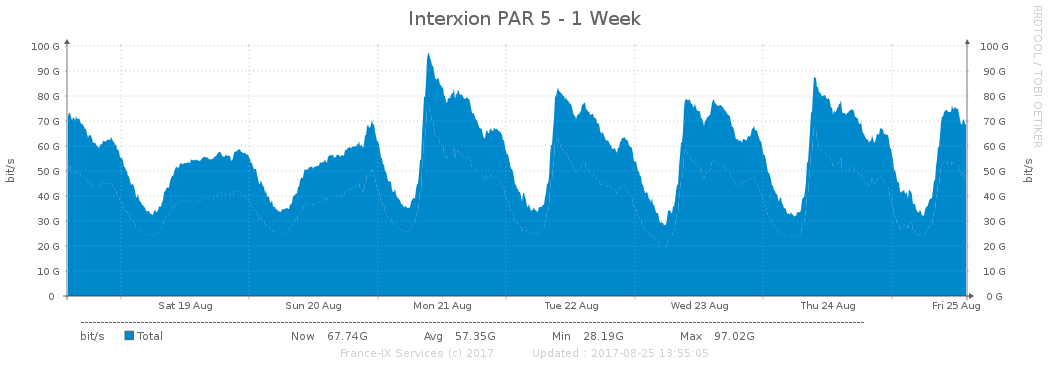 Interxion PAR 5 - 1 Week
RRDTOOL / TOBI OETIKER
100 G 100 G
90 G 90 G
80 G 80 G
70 G 70 G
60 G 60 G
50 G 50 G
40 G 40 G
30 G 30 G
20 G 20 G
10 G 10 G
0 0 G
bit/s bit/s
Sat 19 Aug Sun 20 Aug Mon 21 Aug Tue 22 Aug Wed 23 Aug Thu 24 Aug Fri 25 Aug
bit/s Total Now 67.74G Avg 57.35G Min 28.19G Max 97.02G
France-IX Services (c) 2017 Updated : 2017-08-25 13:55:05